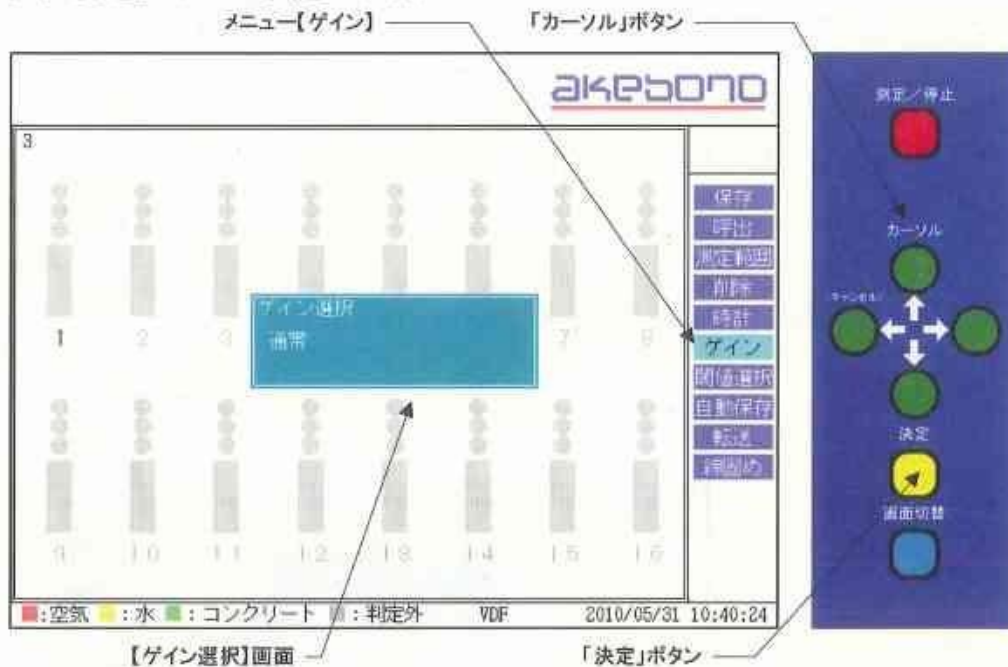 メニュー【ゲイン】
「カーソル」ボタン
akebono
3
保存
呼出
測定範囲
削除
時計
ゲイン
閾値選択
自動保存
転送
締固め
ゲイン選択
通常
1 2 3 7 8
9 10 11 12 13 14 15 16
:空気 :水 :コンクリート :判定外 VDF 2010/05/31 10:40:24
測定/停止
カーソル
キャンセル
決定
画面切替
【ゲイン選択】画面
「決定」ボタン